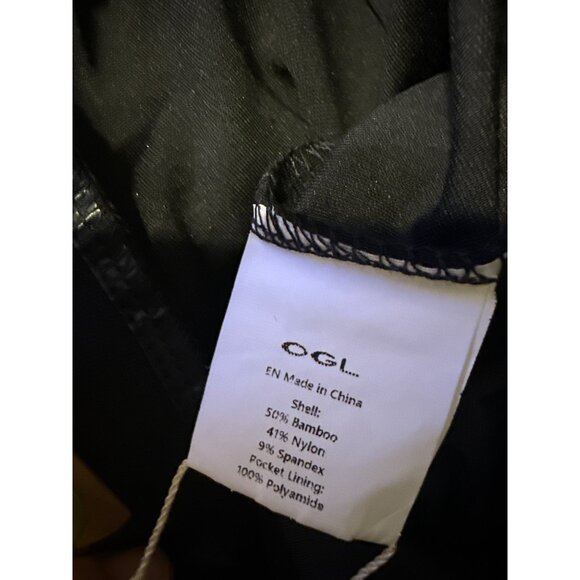 OGL
EN Made in China
Shell:
50% Bamboo
41% Nylon
9% Spandex
Pocket Lining:
100% Polyamide